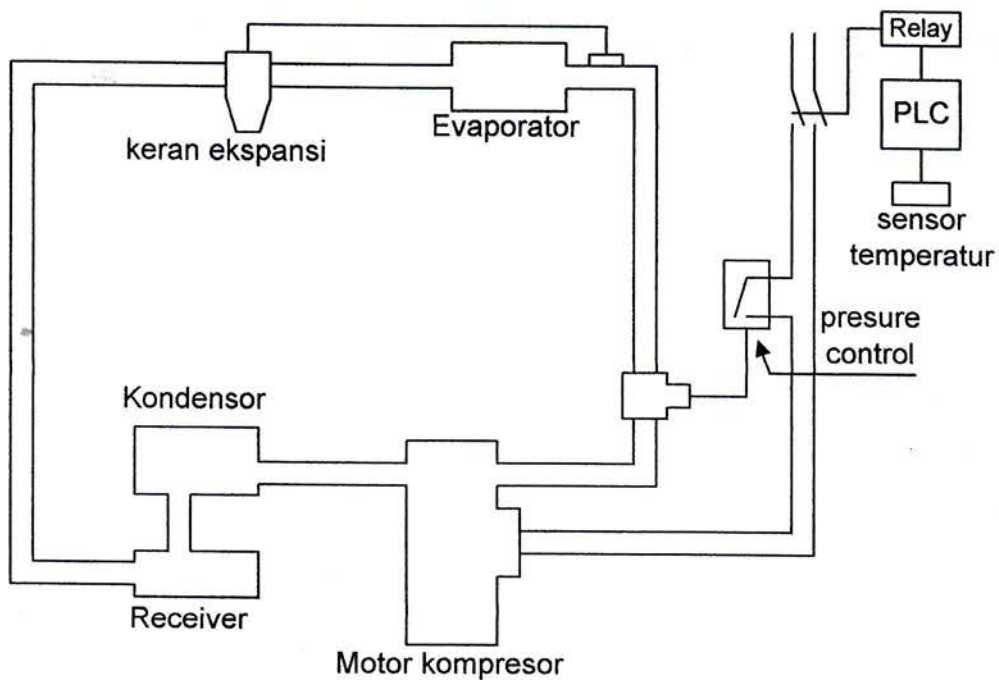 Relay
PLC
Evaporator
keran ekspansi
sensor
temperatur
presure
control
Kondensor
Receiver
Motor kompresor